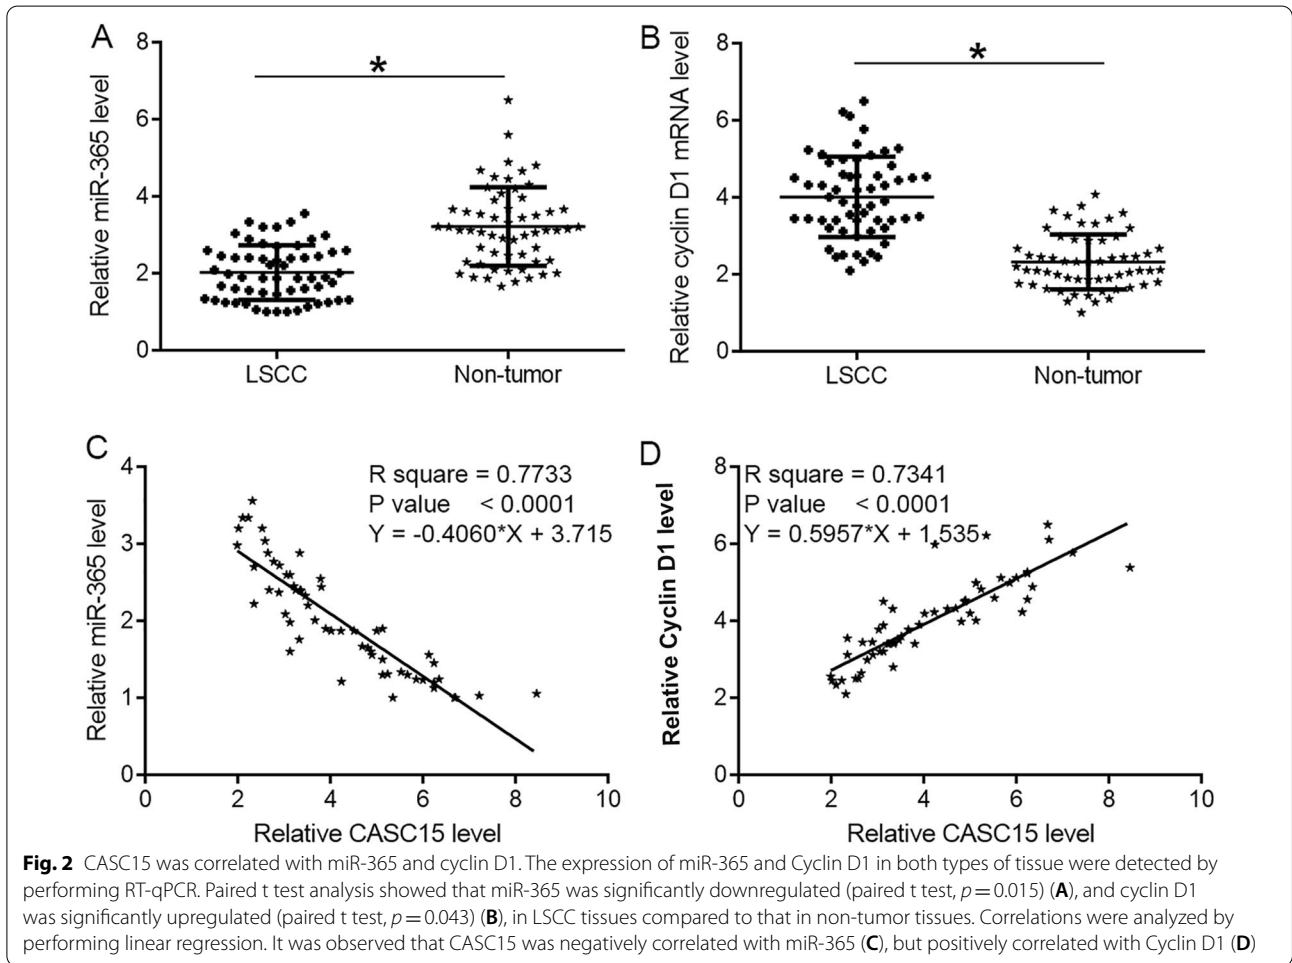 A
Relative miR-365 level
8
6
4
2
0
*
LSCC
Non-tumor
B
Relative cyclin D1 mRNA level
8
6
4
2
0
*
LSCC
Non-tumor
C
Relative miR-365 level
4
3
2
1
0
R square = 0.7733
P value < 0.0001
Y = -0.4060*X + 3.715
0 2 4 6 8 10
Relative CASC15 level
D
Relative Cyclin D1 level
8
6
4
2
0
R square = 0.7341
P value < 0.0001
Y = 0.5957*X + 1.535
0 2 4 6 8 10
Relative CASC15 level
Fig. 2 CASC15 was correlated with miR-365 and cyclin D1. The expression of miR-365 and Cyclin D1 in both types of tissue were detected by
performing RT-qPCR. Paired t test analysis showed that miR-365 was significantly downregulated (paired t test, p = 0.015) (A), and cyclin D1
was significantly upregulated (paired t test, p = 0.043) (B), in LSCC tissues compared to that in non-tumor tissues. Correlations were analyzed by
performing linear regression. It was observed that CASC15 was negatively correlated with miR-365 (C), but positively correlated with Cyclin D1 (D)